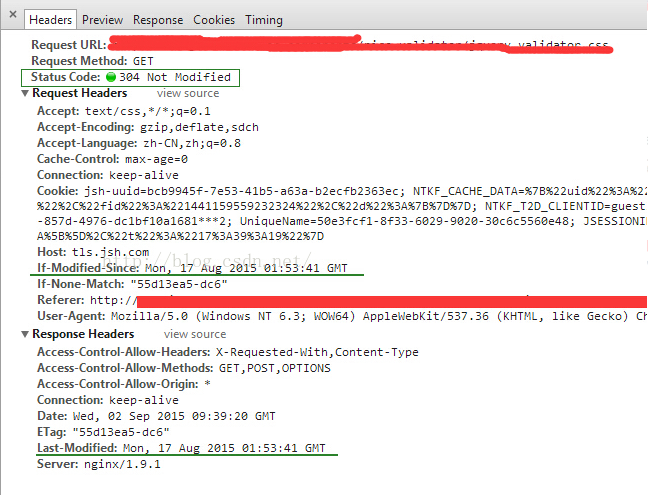 × Headers Preview Response Cookies Timing
Request URL: validator.css
Request Method: GET
Status Code: 304 Not Modified
▼ Request Headers view source
Accept: text/css,*/*;q=0.1
Accept-Encoding: gzip,deflate,sdch
Accept-Language: zh-CN,zh;q=0.8
Cache-Control: max-age=0
Connection: keep-alive
Cookie: jsh-uuid=bcb9945f-7e53-41b5-a63a-b2ecfb2363ec; NTKF_CACHE_DATA=%7B%22uid%22%3A%22
%22%2C%22fid%22%3A%221441159559232324%22%2C%22d%22%3A%7B%7D%7D; NTKF_T2D_CLIENTID=guest
-857d-4976-dc1bf10a1681***2; UniqueName=50e3fcf1-8f33-6029-9020-30c6c5560e48; JSESSIONI
A%5B%5D%2C%22t%22%3A%2217%3A39%3A19%22%7D
Host: tls.jsh.com
http://blog.csdn.net/
If-Modified-Since: Mon, 17 Aug 2015 01:53:41 GMT
If-None-Match: "55d13ea5-dc6"
Referer: http:/
User-Agent: Mozilla/5.0 (Windows NT 6.3; WOW64) AppleWebKit/537.36 (KHTML, like Gecko) Ch
▼ Response Headers view source
Access-Control-Allow-Headers: X-Requested-With,Content-Type
Access-Control-Allow-Methods: GET,POST,OPTIONS
Access-Control-Allow-Origin: *
Connection: keep-alive
Date: Wed, 02 Sep 2015 09:39:20 GMT
ETag: "55d13ea5-dc6"
Last-Modified: Mon, 17 Aug 2015 01:53:41 GMT
Server: nginx/1.9.1